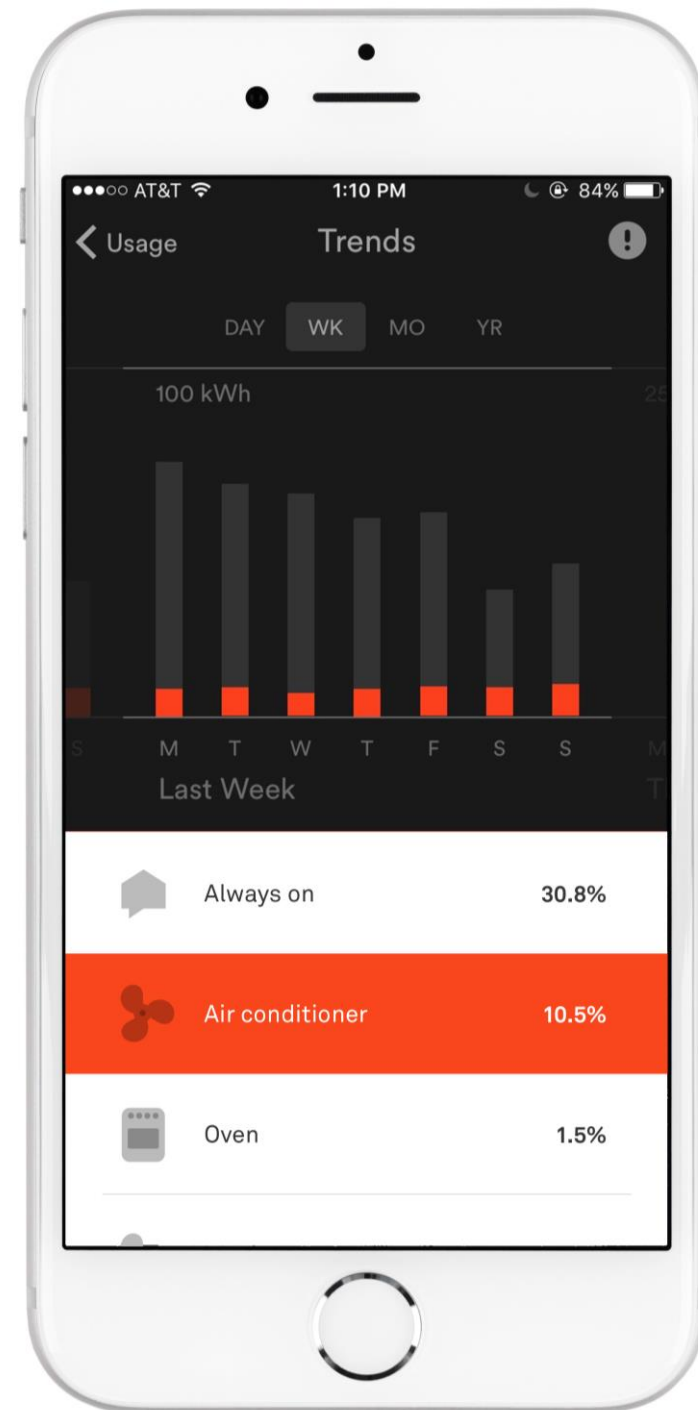 ●●●○○ AT&T 1:10 PM 84%
Usage Trends !
DAY WK MO YR
100 kWh 25
S M T W T F S S M
Last Week T
Always on 30.8%
Air conditioner 10.5%
Oven 1.5%